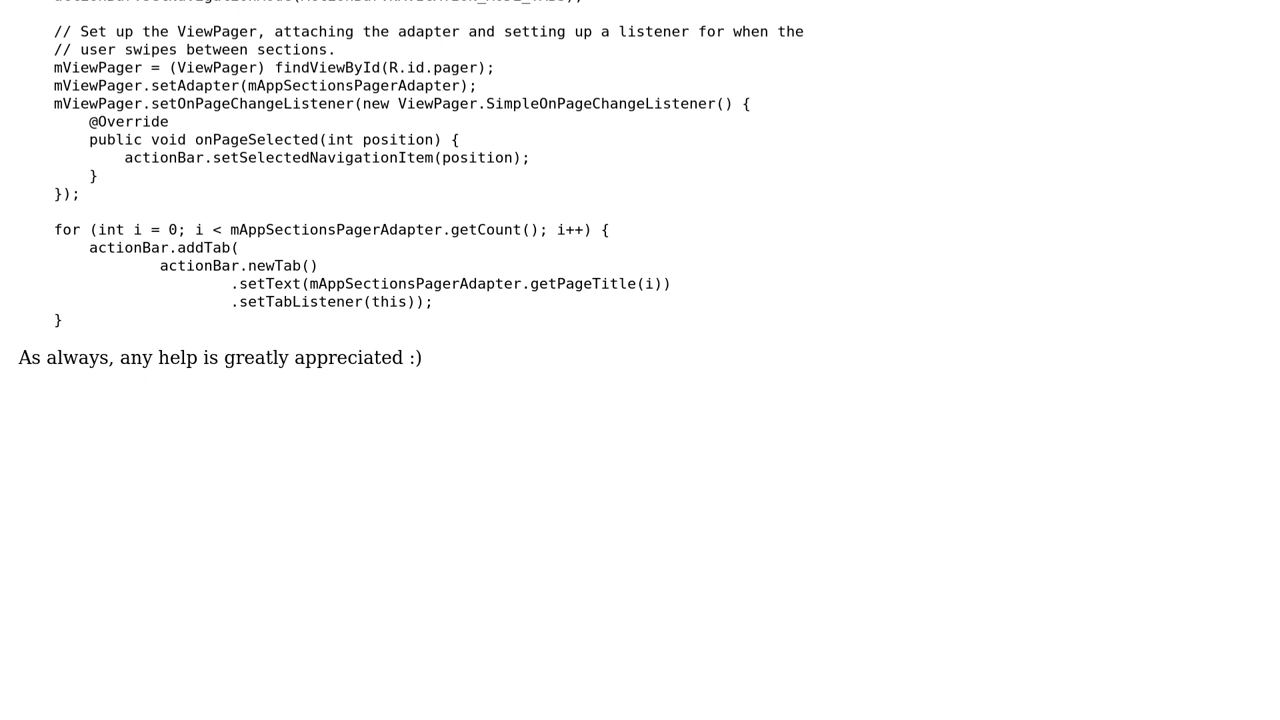 // Set up the ViewPager, attaching the adapter and setting up a listener for when the
// user swipes between sections.
mViewPager = (ViewPager) findViewById(R.id.pager);
mViewPager.setAdapter(mAppSectionsPagerAdapter);
mViewPager.setOnPageChangeListener(new ViewPager.SimpleOnPageChangeListener() {
    @Override
    public void onPageSelected(int position) {
        actionBar.setSelectedNavigationItem(position);
    }
});

for (int i = 0; i < mAppSectionsPagerAdapter.getCount(); i++) {
    actionBar.addTab(
            actionBar.newTab()
                    .setText(mAppSectionsPagerAdapter.getPageTitle(i))
                    .setTabListener(this));
}
As always, any help is greatly appreciated :)